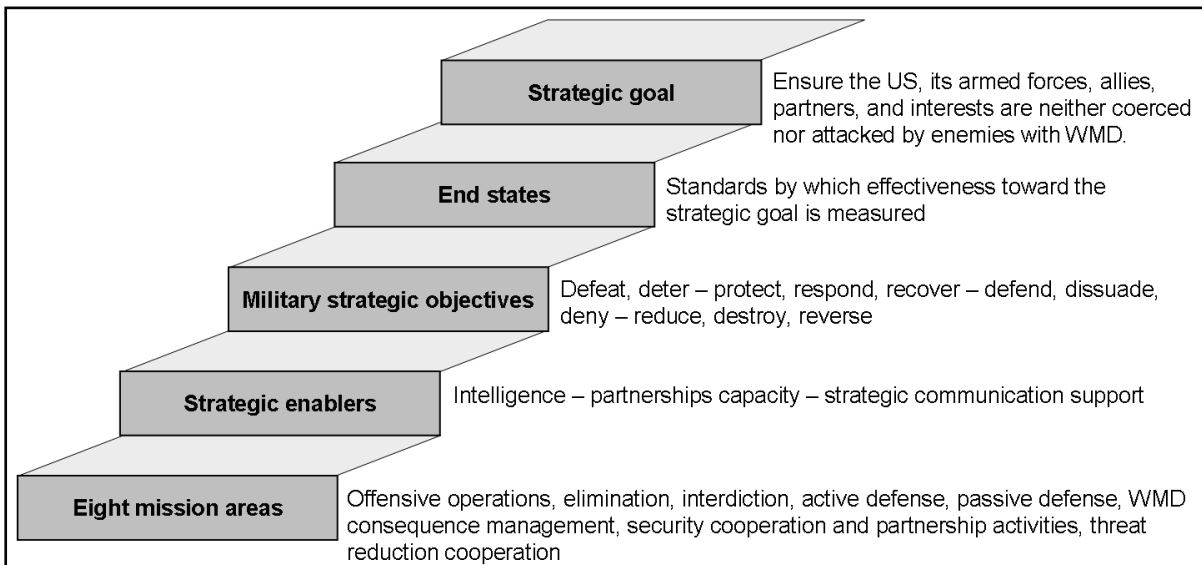 Strategic goal
Ensure the US, its armed forces, allies,
partners, and interests are neither coerced
nor attacked by enemies with WMD.
End states
Standards by which effectiveness toward the
strategic goal is measured
Military strategic objectives
Defeat, deter – protect, respond, recover – defend, dissuade,
deny – reduce, destroy, reverse
Strategic enablers
Intelligence – partnerships capacity – strategic communication support
Eight mission areas
Offensive operations, elimination, interdiction, active defense, passive defense, WMD
consequence management, security cooperation and partnership activities, threat
reduction cooperation